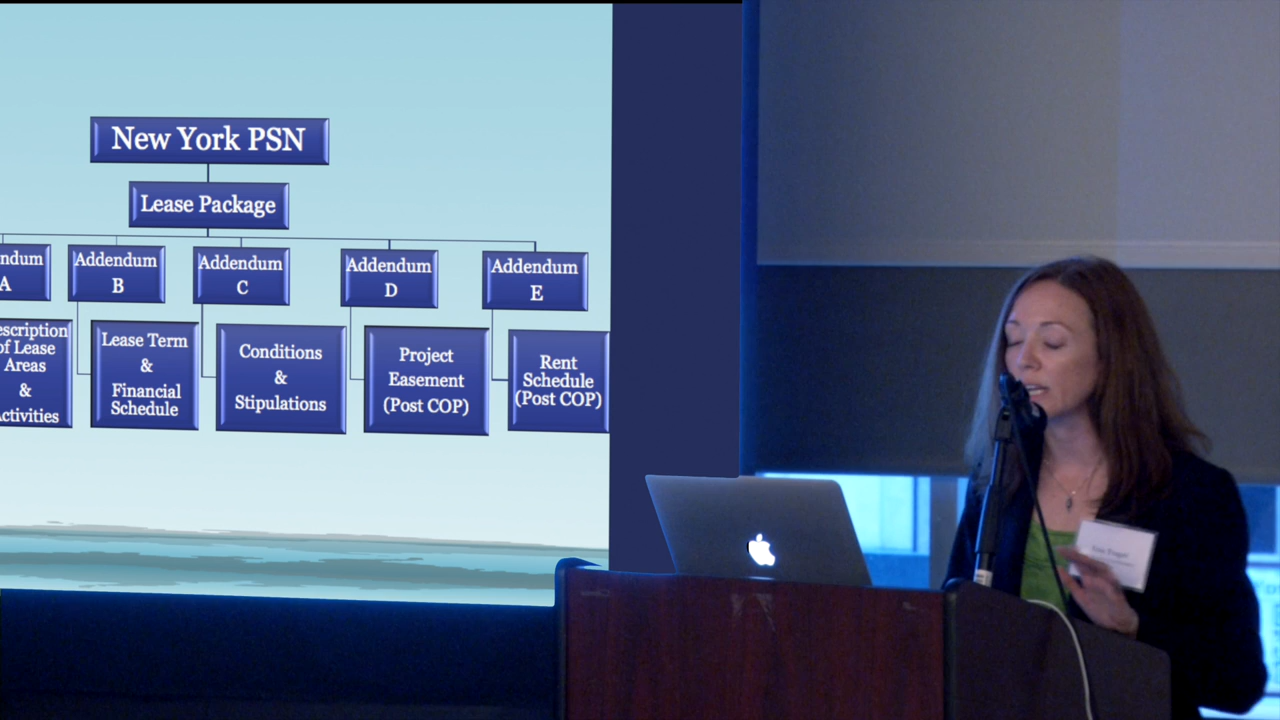 New York PSN
Lease Package
ndum
A
Addendum
B
Addendum
C
Addendum
D
Addendum
E
escription
of Lease
Areas
&
ctivities
Lease Term
&
Financial
Schedule
Conditions
&
Stipulations
Project
Easement
(Post COP)
Rent
Schedule
(Post COP)